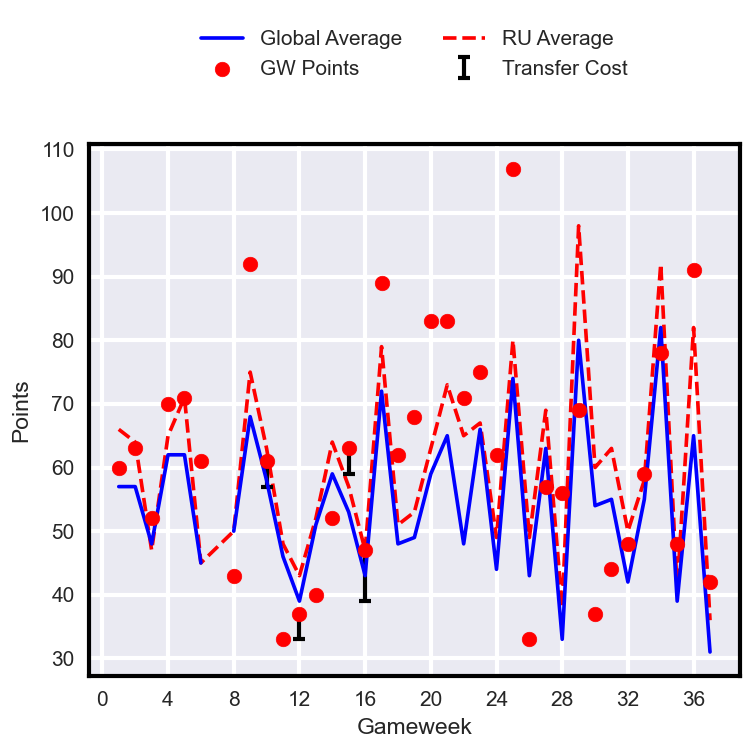 Global Average
RU Average
GW Points
Transfer Cost
110
100
90
80
70
60
50
40
30
Points
0 4 8 12 16 20 24 28 32 36
Gameweek